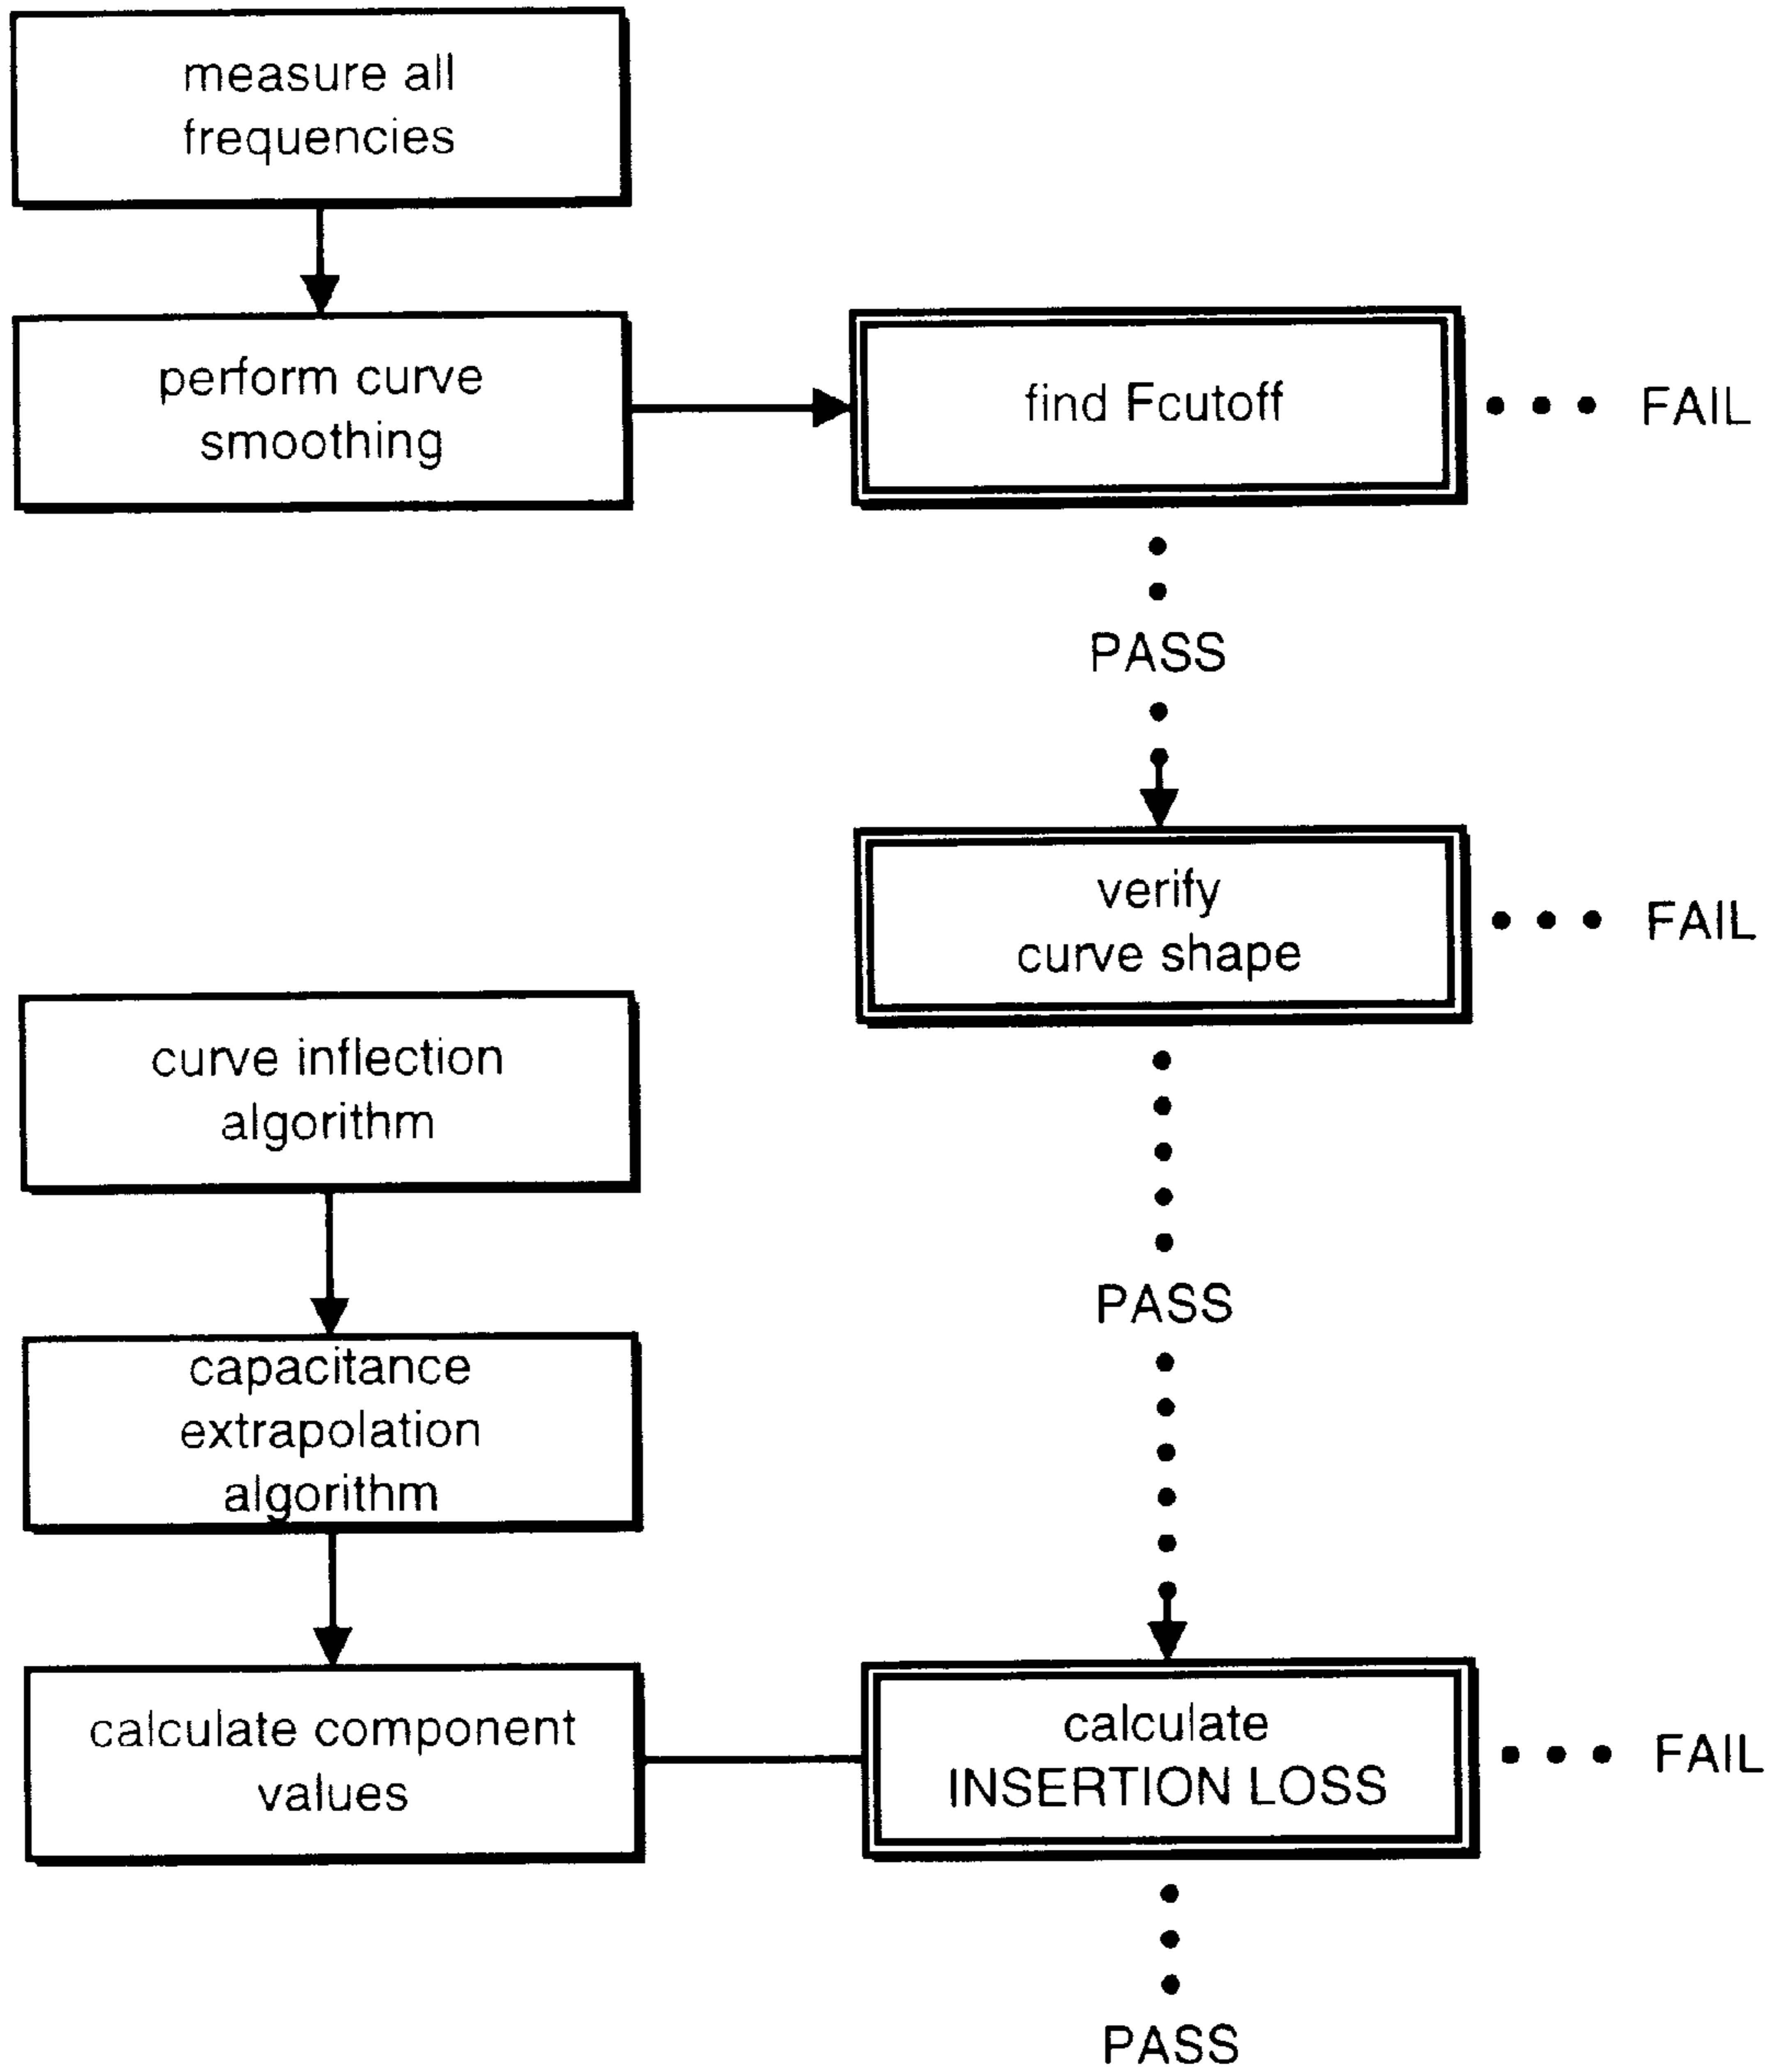 measure all
frequencies
perform curve
smoothing
find Fcutoff
FAIL
PASS
verify
curve shape
FAIL
curve inflection
algorithm
PASS
capacitance
extrapolation
algorithm
calculate component
values
calculate
INSERTION LOSS
FAIL
PASS